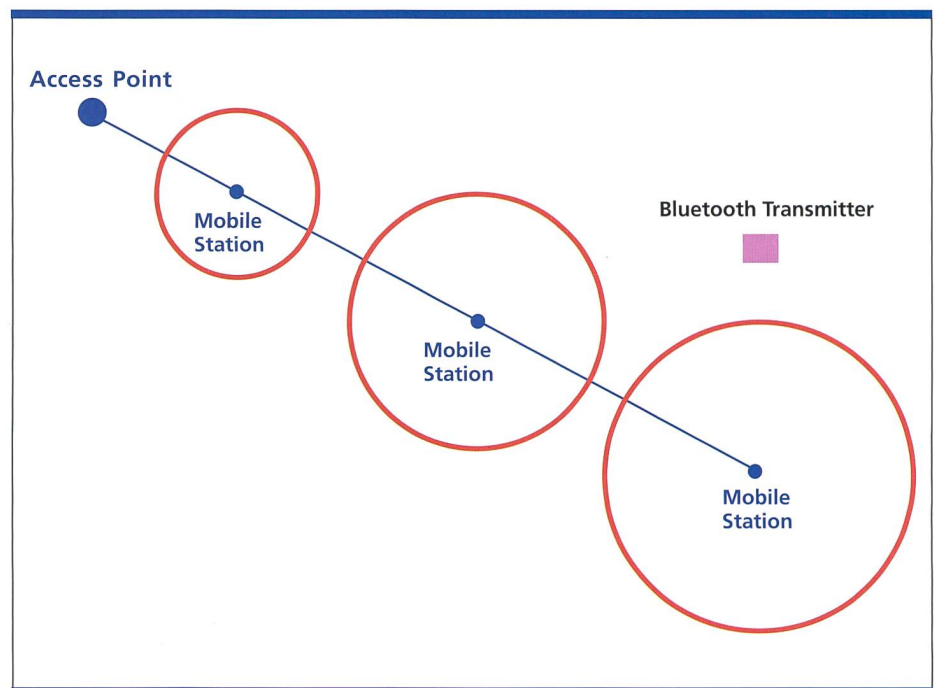 Access Point
Mobile
Station
Bluetooth Transmitter
Mobile
Station
Mobile
Station